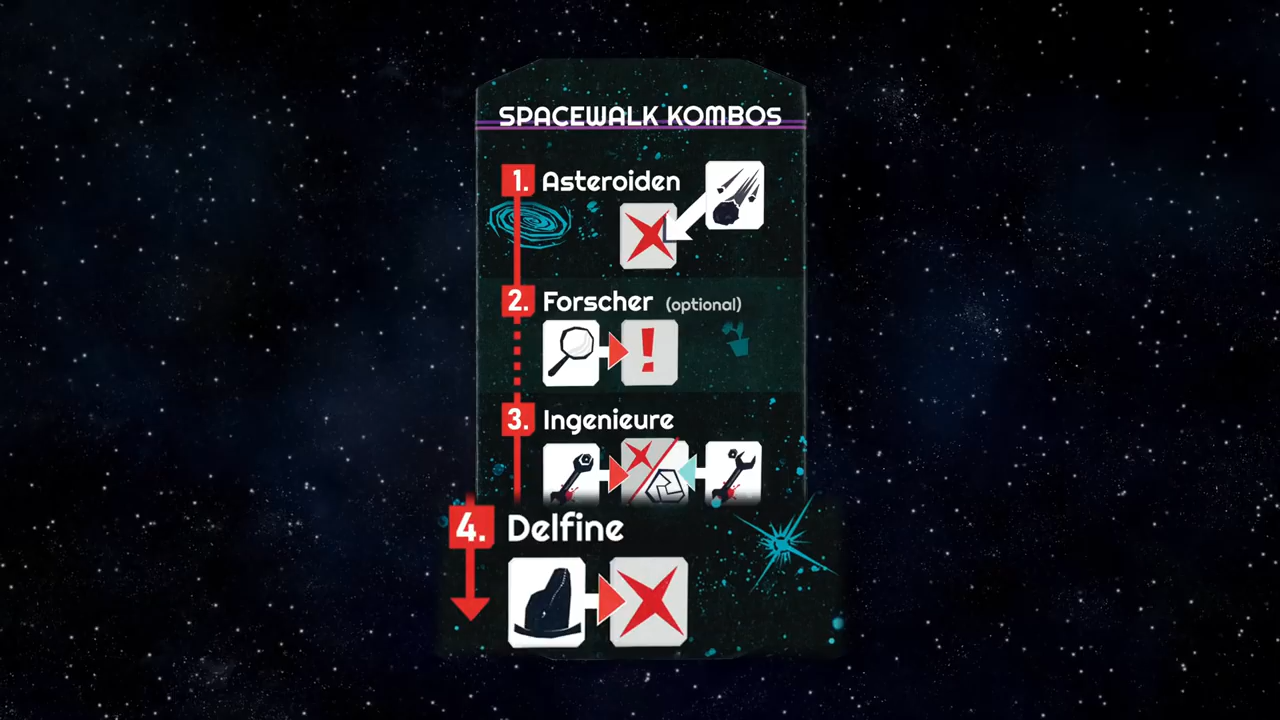 SPACEWALK KOMBOS
1. Asteroiden
2. Forscher (optional)
!
3. Ingenieure
4. Delfine